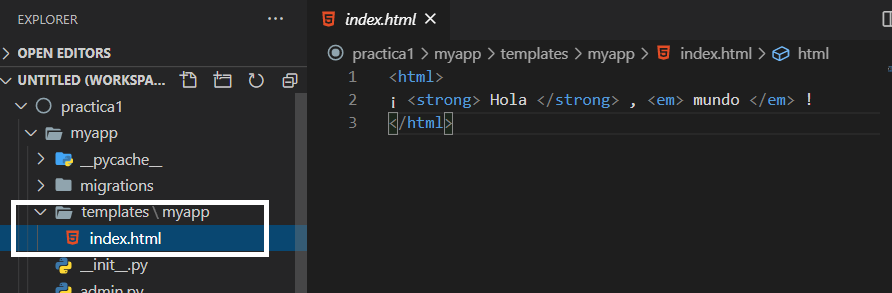 EXPLORER
OPEN EDITORS
UNTITLED (WORKSPA...
practica1
myapp
__pycache__
migrations
templates \ myapp
index.html
__init__.py
admin.py
index.html
practica1 > myapp > templates > myapp > index.html > html
1 <html>
2 ¡ <strong> Hola </strong> , <em> mundo </em> !
3 </html>